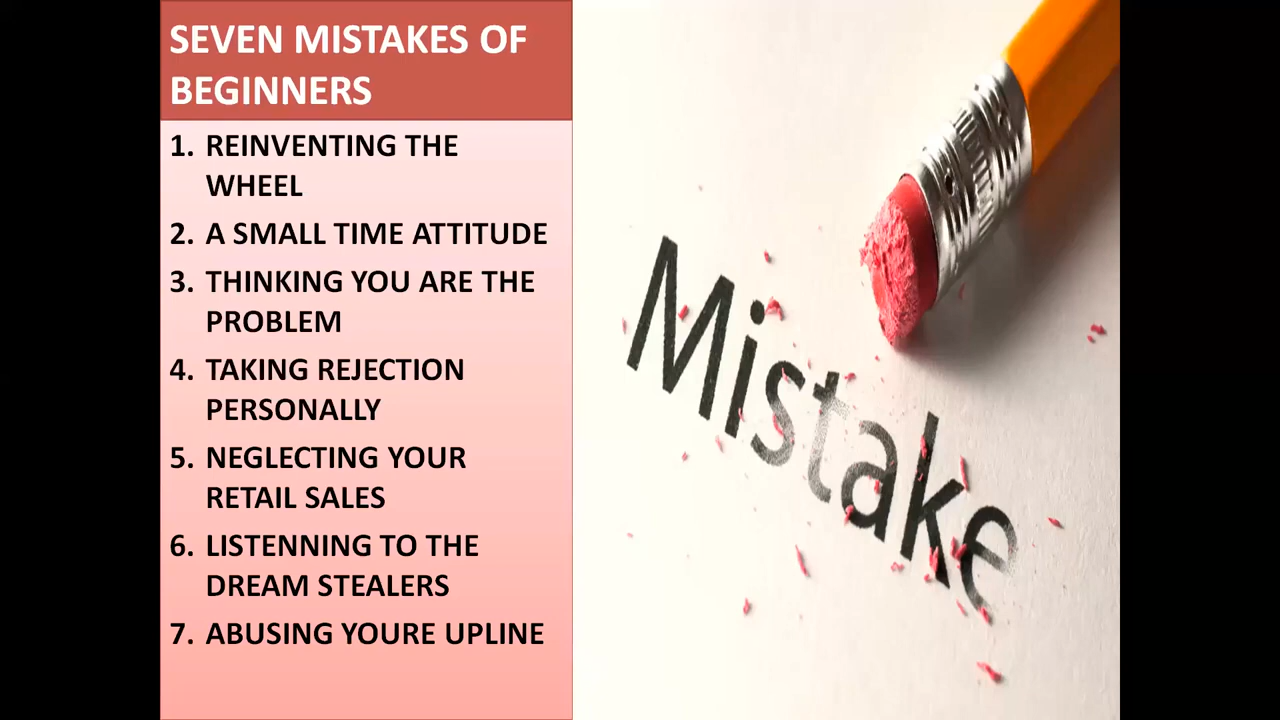 SEVEN MISTAKES OF
BEGINNERS
1. REINVENTING THE
WHEEL
2. A SMALL TIME ATTITUDE
3. THINKING YOU ARE THE
PROBLEM
4. TAKING REJECTION
PERSONALLY
5. NEGLECTING YOUR
RETAIL SALES
6. LISTENNING TO THE
DREAM STEALERS
7. ABUSING YOURE UPLINE
Mistake